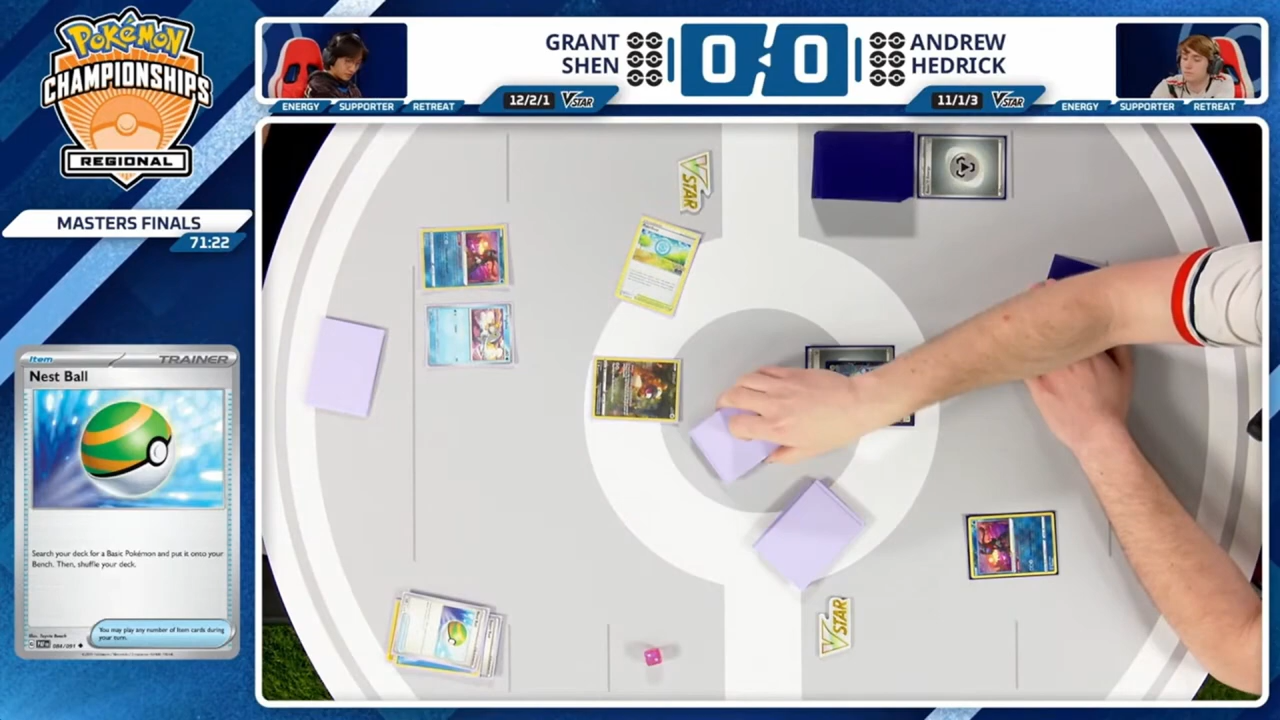 Pokémon
CHAMPIONSHIPS
REGIONAL
MASTERS FINALS
71:22
GRANT
SHEN
0
0
ANDREW
HEDRICK
ENERGY
SUPPORTER
RETREAT
12/2/1
VSTAR
11/1/3
VSTAR
ENERGY
SUPPORTER
RETREAT
VSTAR
VSTAR
Item
TRAINER
Nest Ball
Search your deck for a Basic Pokémon and put it onto your
Bench. Then, shuffle your deck.
You may play any number of Item cards during
your turn.